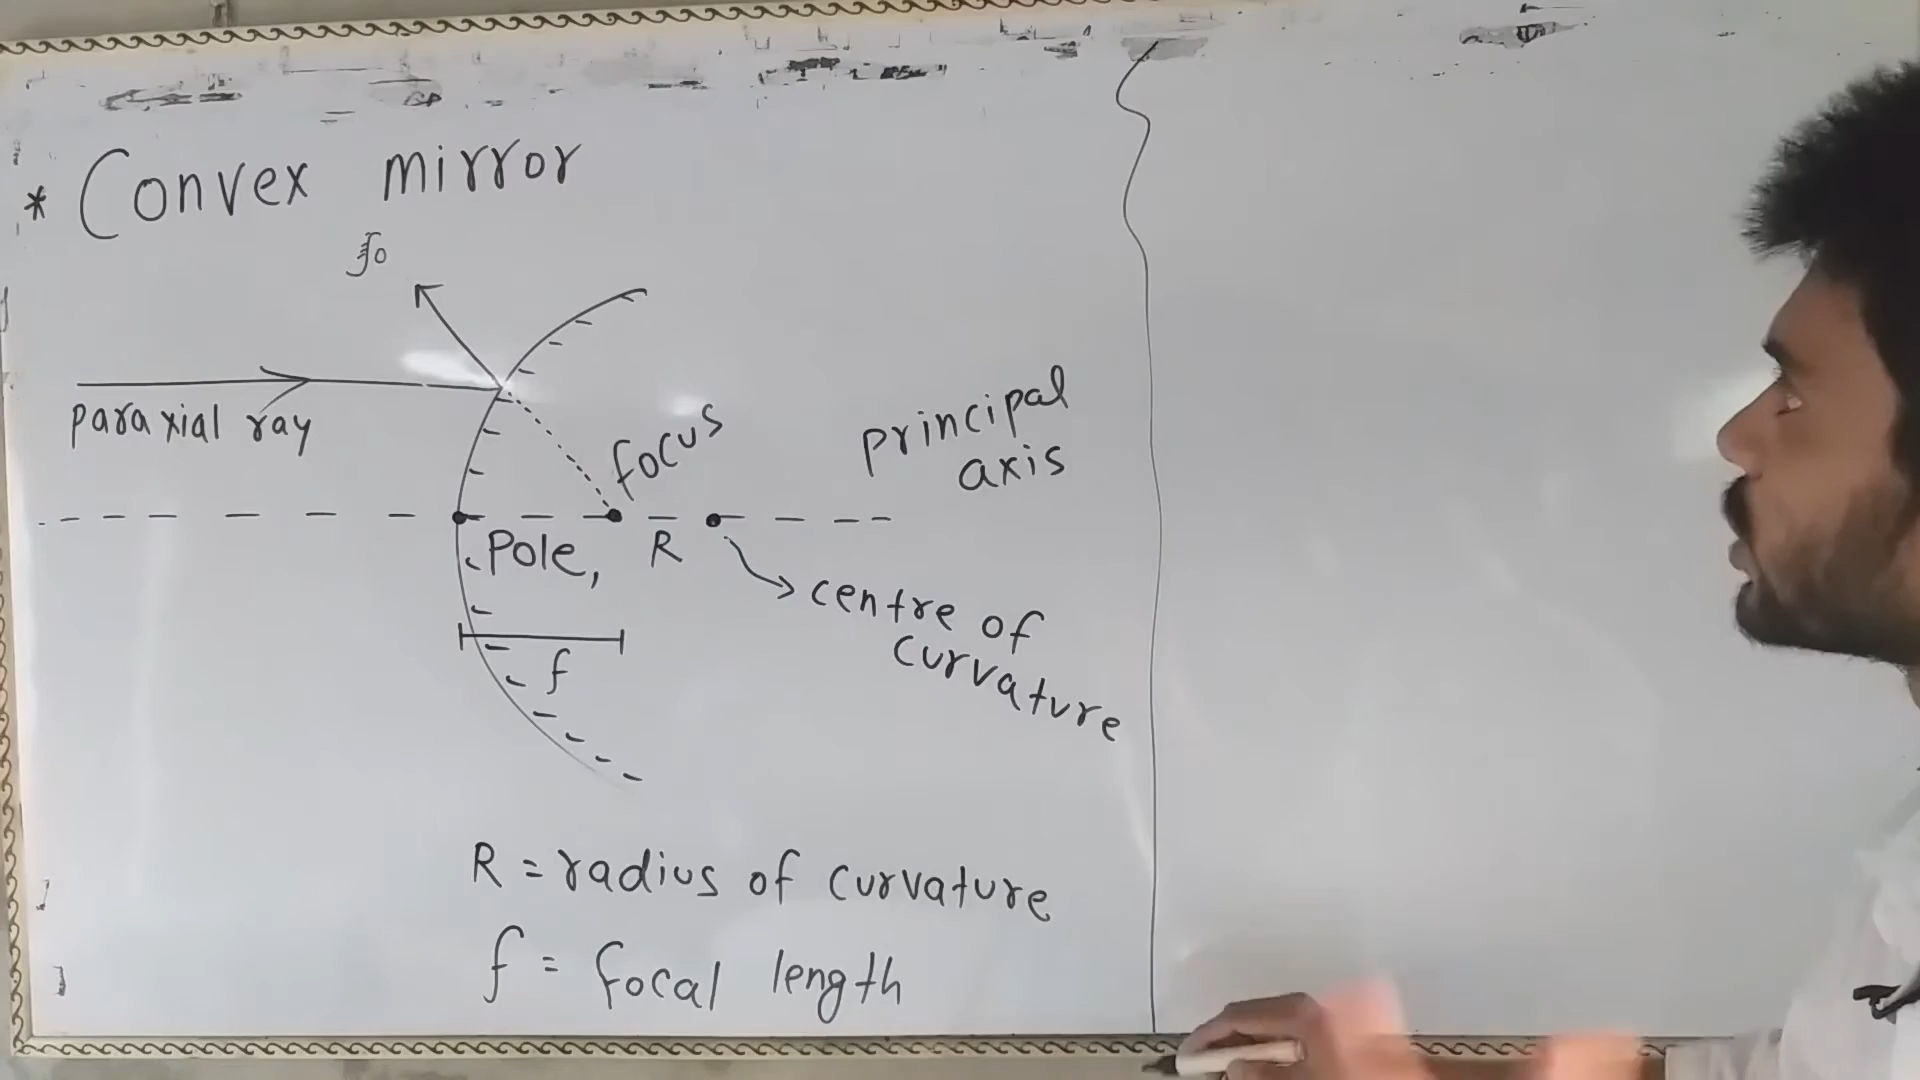 * Convex mirror
paraxial ray
focus
principal
axis
Pole, R
centre of
curvature
f
R = radius of curvature
f = focal length